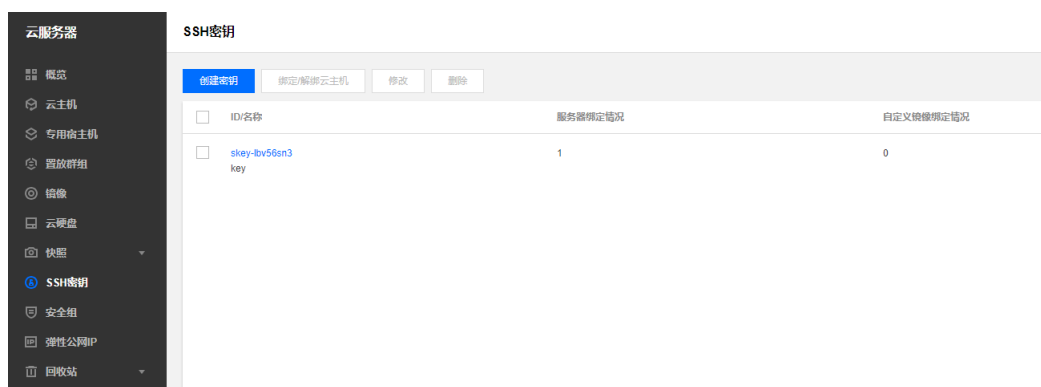 云服务器
SSH密钥
概览
云主机
专用宿主机
置放群组
镜像
云硬盘
快照
SSH密钥
安全组
IP 弹性公网IP
回收站
创建密钥 绑定/解绑云主机 修改 删除
ID/名称 服务器绑定情况 自定义镜像绑定情况
skey-lbv56sn3 1 0
key